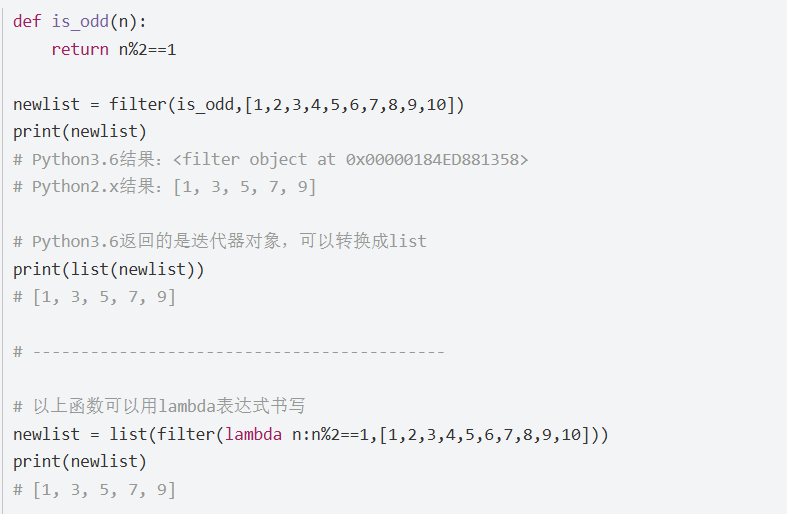 def is_odd(n):
    return n%2==1

newlist = filter(is_odd,[1,2,3,4,5,6,7,8,9,10])
print(newlist)
# Python3.6结果：<filter object at 0x00000184ED881358>
# Python2.x结果：[1, 3, 5, 7, 9]

# Python3.6返回的是迭代器对象，可以转换成list
print(list(newlist))
# [1, 3, 5, 7, 9]

# -------------------------------------------

# 以上函数可以用lambda表达式书写
newlist = list(filter(lambda n:n%2==1,[1,2,3,4,5,6,7,8,9,10]))
print(newlist)
# [1, 3, 5, 7, 9]